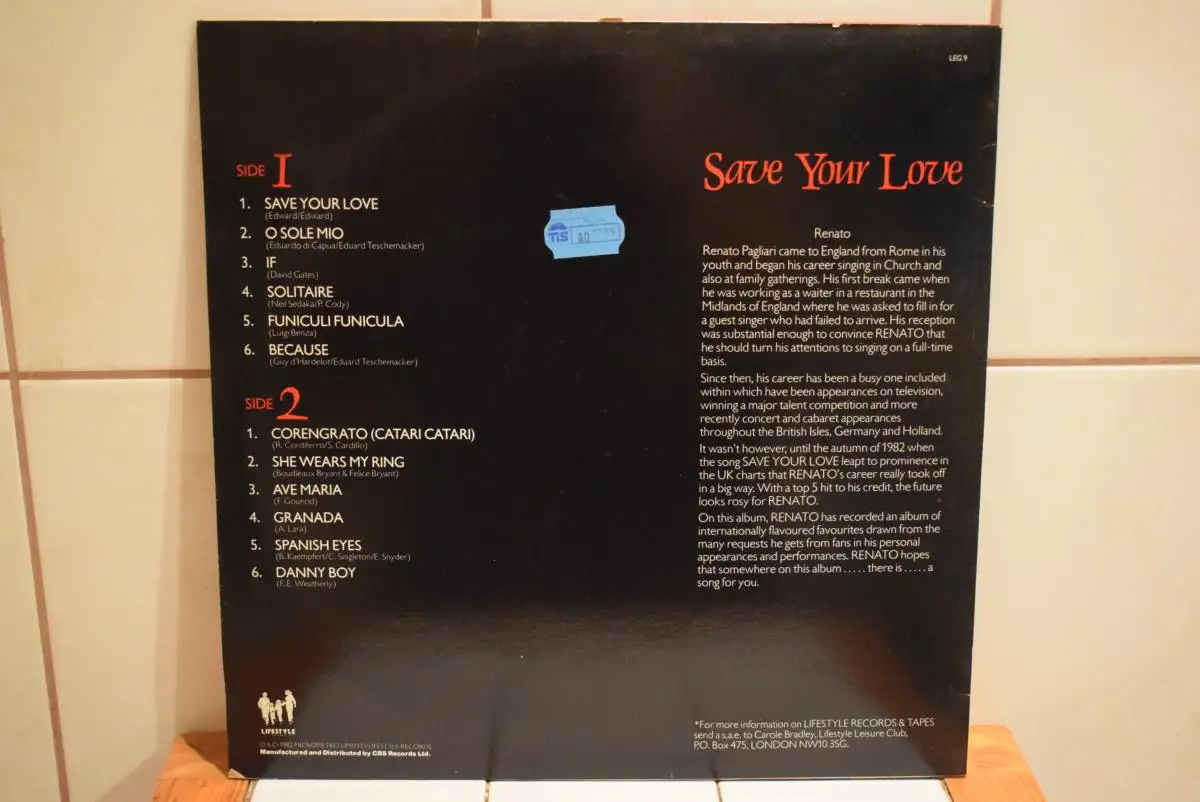 LEG 9
SIDE 1
1. SAVE YOUR LOVE
(Edward/Edward)
2. O SOLE MIO
(Eduardo di Capua/Eduard Teschemacker)
3. IF
(David Gates)
4. SOLITAIRE
(Neil Sedaka/P. Cody)
5. FUNICULI FUNICULA
(Luigi Benza)
6. BECAUSE
(Guy d'Hardelot/Eduard Teschemacker)
SIDE 2
1. CORENGRATO (CATARI CATARI)
(R. Cordiferro/S. Cardillo)
2. SHE WEARS MY RING
(Boudleaux Bryant & Felice Bryant)
3. AVE MARIA
(F. Gounod)
4. GRANADA
(A. Lara)
5. SPANISH EYES
(B. Kaempfert/C. Singleton/E. Snyder)
6. DANNY BOY
(F.E. Weatherly)
LIFESTYLE
℗ & © 1982 MICROMETRO LIMITED/LIFESTYLE RECORDS
Manufactured and Distributed by CBS Records Ltd.
TIS
AO
Save Your Love
Renato
Renato Pagliari came to England from Rome in his
youth and began his career singing in Church and
also at family gatherings. His first break came when
he was working as a waiter in a restaurant in the
Midlands of England where he was asked to fill in for
a guest singer who had failed to arrive. His reception
was substantial enough to convince RENATO that
he should turn his attentions to singing on a full-time
basis.
Since then, his career has been a busy one included
within which have been appearances on television,
winning a major talent competition and more
recently concert and cabaret appearances
throughout the British Isles, Germany and Holland.
It wasn't however, until the autumn of 1982 when
the song SAVE YOUR LOVE leapt to prominence in
the UK charts that RENATO's career really took off
in a big way. With a top 5 hit to his credit, the future
looks rosy for RENATO.
On this album, RENATO has recorded an album of
internationally flavoured favourites drawn from the
many requests he gets from fans in his personal
appearances and performances. RENATO hopes
that somewhere on this album ..... there is ..... a
song for you.
*For more information on LIFESTYLE RECORDS & TAPES
send a s.a.e. to Carole Bradley, Lifestyle Leisure Club,
P.O. Box 475, LONDON NW10 3SG.